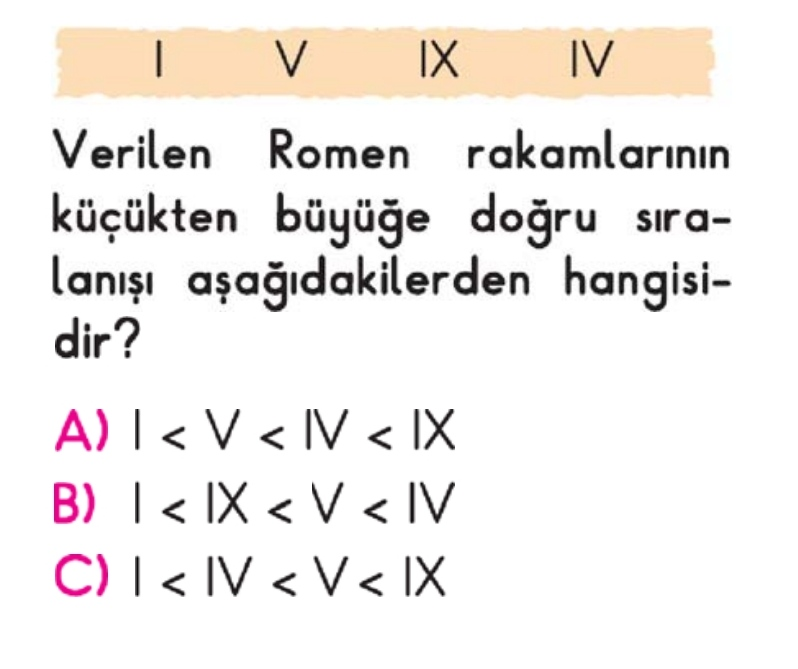 I V IX IV
Verilen Romen rakamlarının
küçükten büyüğe doğru sıra-
lanışı aşağıdakilerden hangisi-
dir?
A) I < V < IV < IX
B) I < IX < V < IV
C) I < IV < V < IX